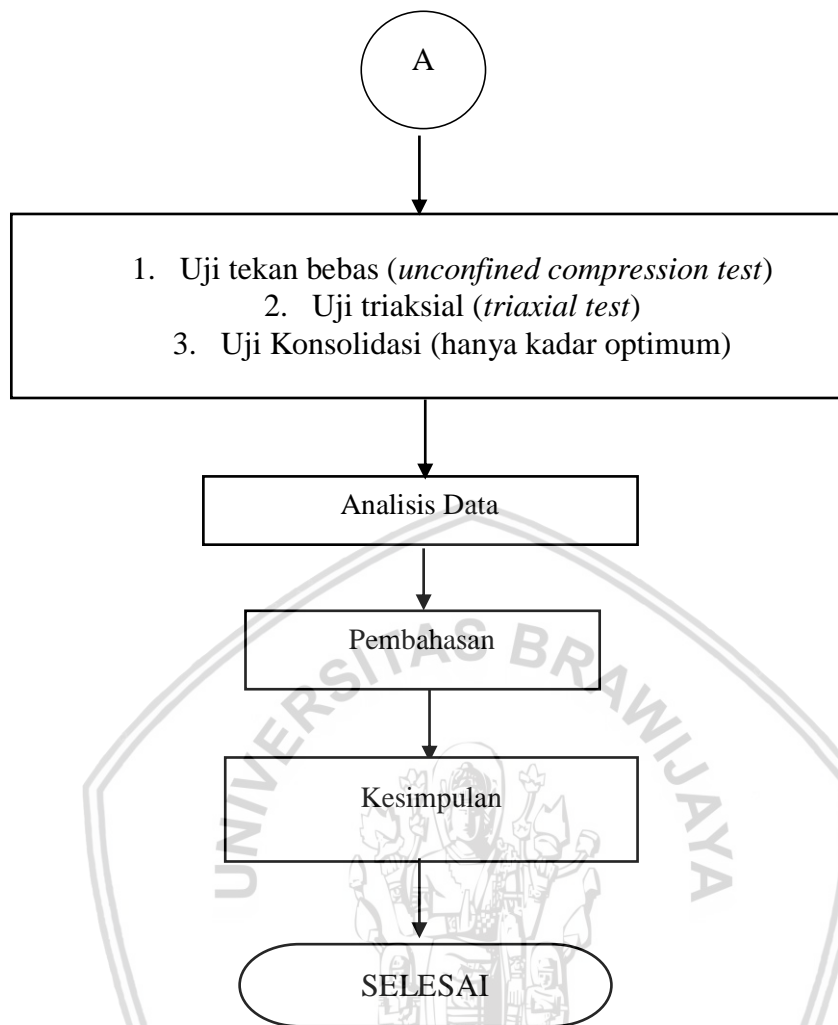 A
1. Uji tekan bebas (unconfined compression test)
2. Uji triaksial (triaxial test)
3. Uji Konsolidasi (hanya kadar optimum)
Analisis Data
Pembahasan
UNIVERSITAS BRAWIJAYA
Kesimpulan
SELESAI